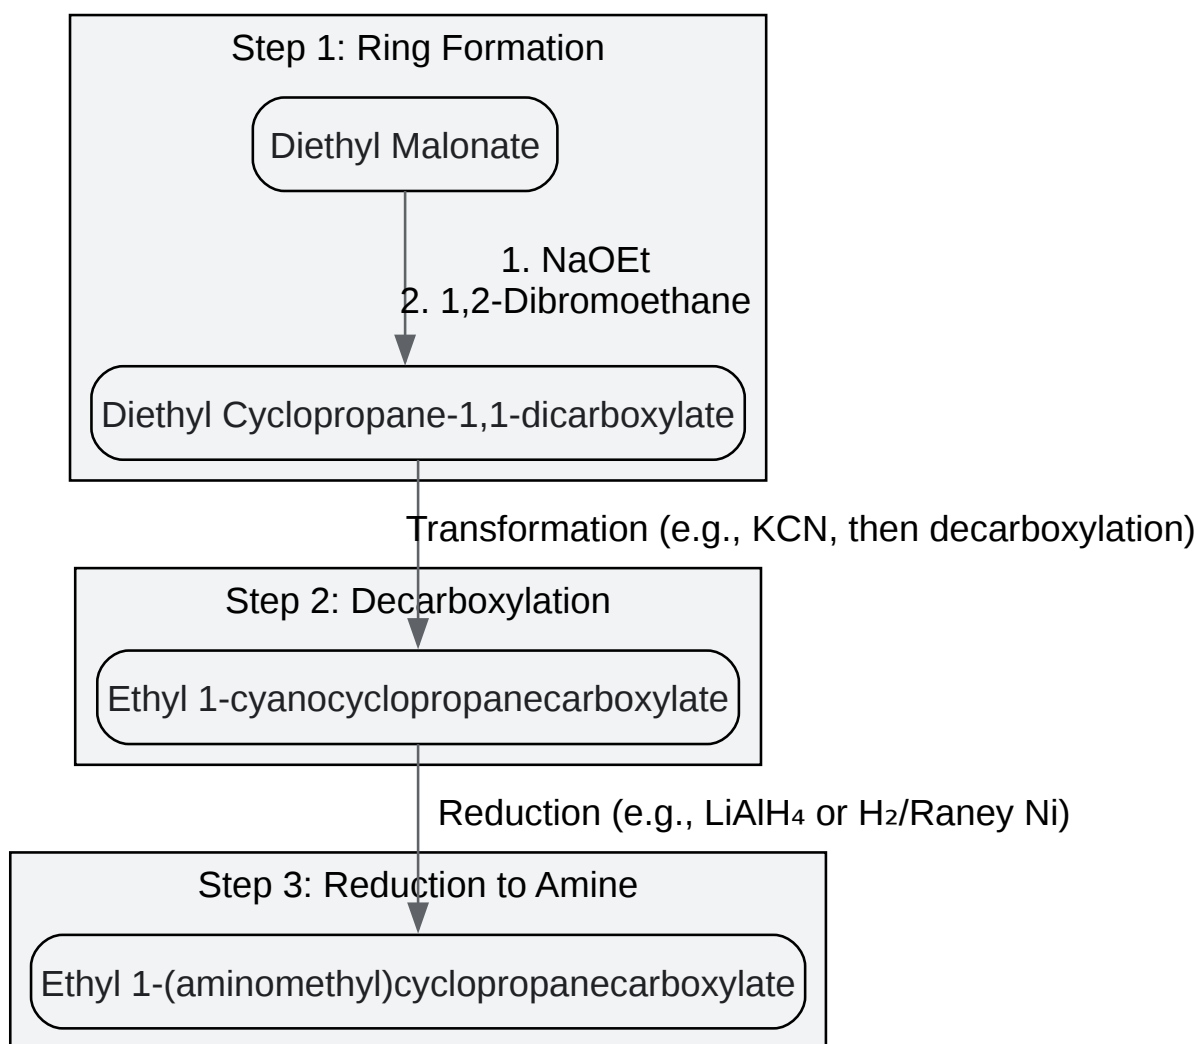 Step 1: Ring Formation
Diethyl Malonate
1. NaOEt
2. 1,2-Dibromoethane
Diethyl Cyclopropane-1,1-dicarboxylate
Transformation (e.g., KCN, then decarboxylation)
Step 2: Decarboxylation
Ethyl 1-cyanocyclopropanecarboxylate
Reduction (e.g., LiAlH₄ or H₂/Raney Ni)
Step 3: Reduction to Amine
Ethyl 1-(aminomethyl)cyclopropanecarboxylate